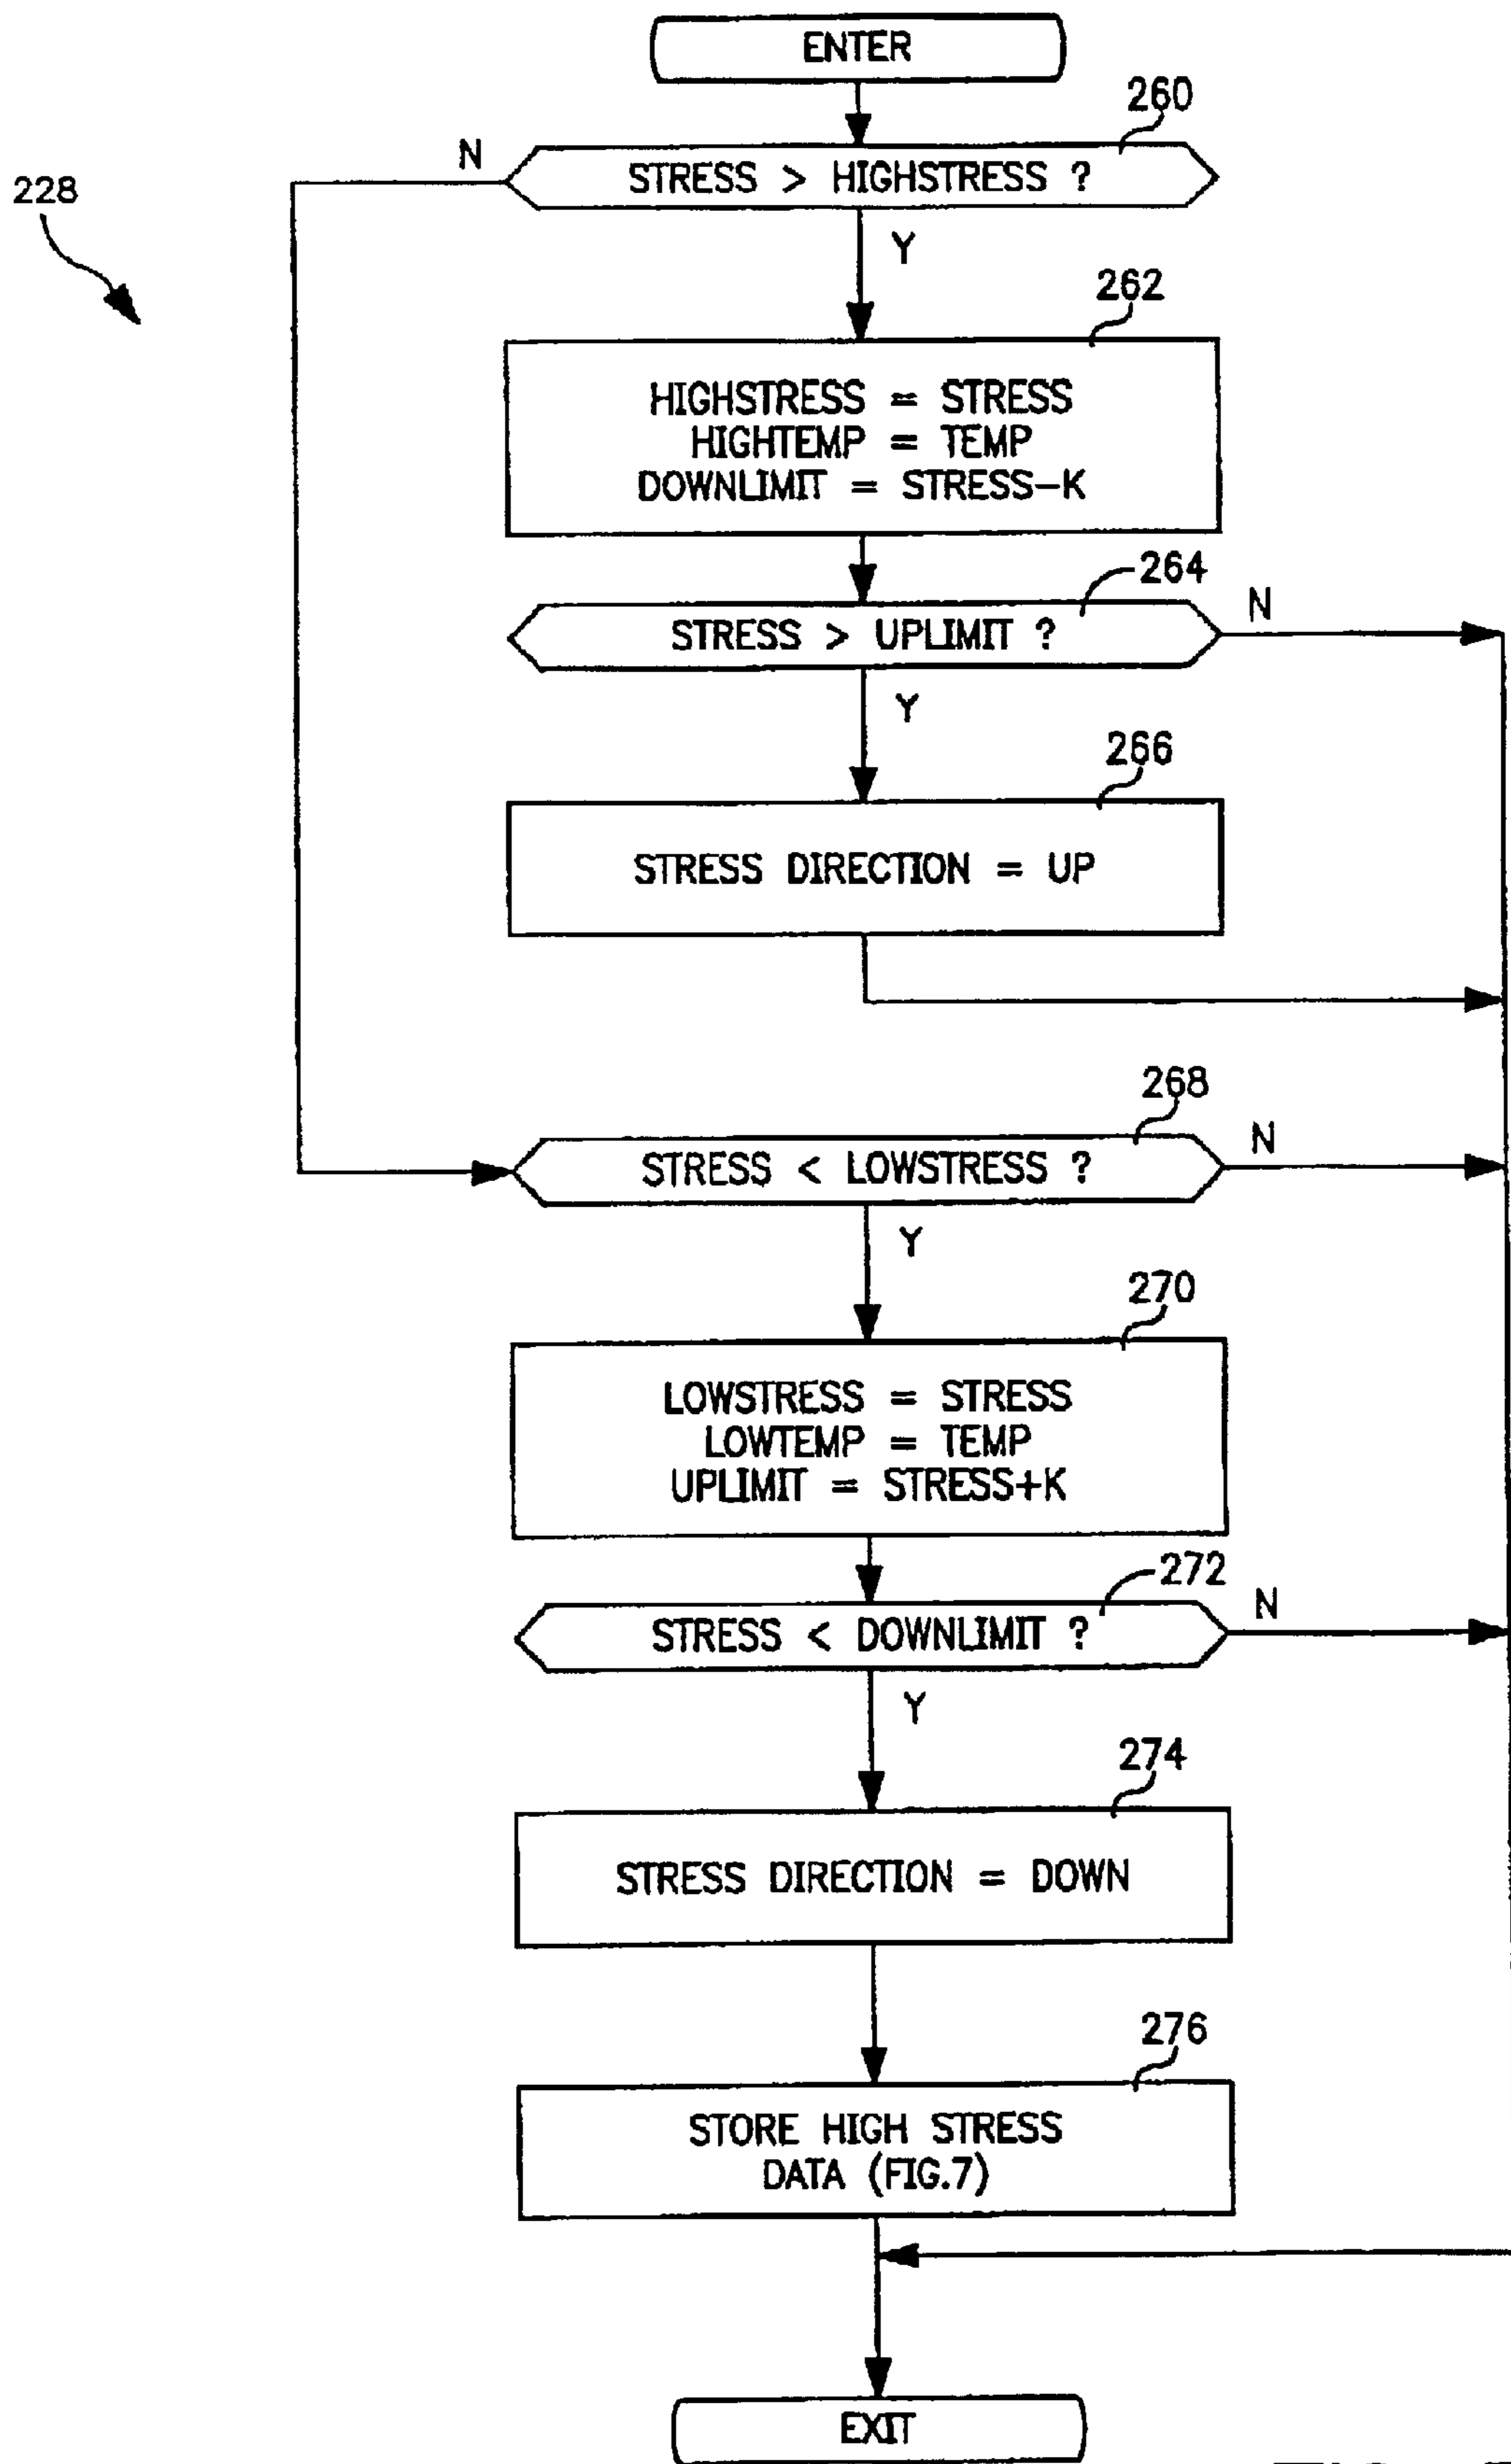 ENTER
260
N
STRESS > HIGHSTRESS ?
228
Y
262
HIGHSTRESS = STRESS
HIGHTEMP = TEMP
DOWNLIMIT = STRESS-K
264
N
STRESS > UPLIMIT ?
Y
266
STRESS DIRECTION = UP
268
N
STRESS < LOWSTRESS ?
Y
270
LOWSTRESS = STRESS
LOWTEMP = TEMP
UPLIMIT = STRESS+K
272
N
STRESS < DOWNLIMIT ?
Y
274
STRESS DIRECTION = DOWN
276
STORE HIGH STRESS
DATA (FIG.7)
EXIT